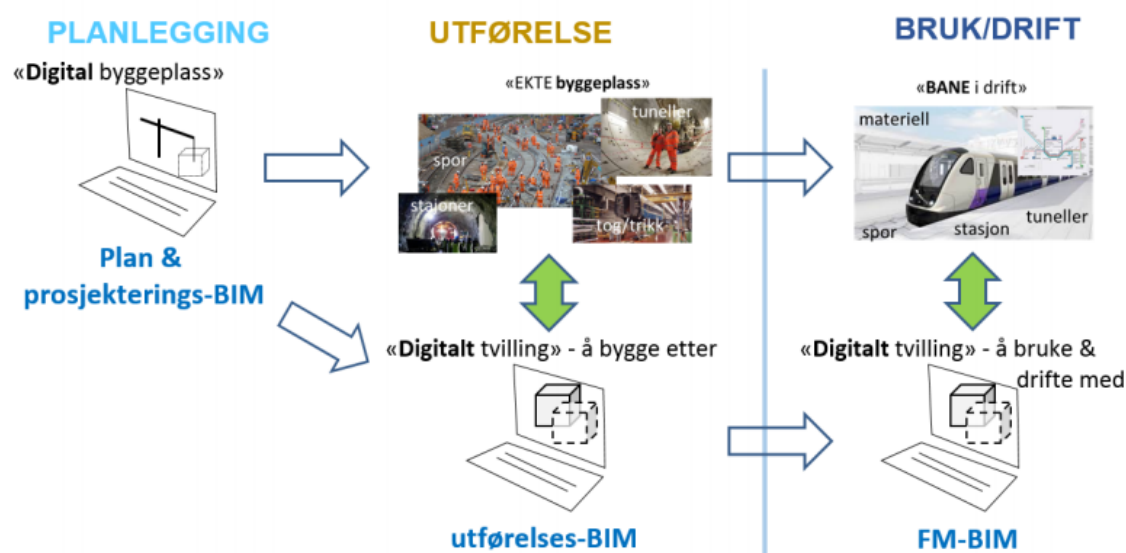 PLANLEGGING
«Digital byggeplass»
Plan &
prosjekterings-BIM
UTFØRELSE
«EKTE byggeplass»
tuneller
spor
stajoner
tog/trikk
«Digitalt tvilling» - å bygge etter
utførelses-BIM
BRUK/DRIFT
«BANE i drift»
materiell
tuneller
stasjon
spor
«Digitalt tvilling» - å bruke &
drifte med
FM-BIM